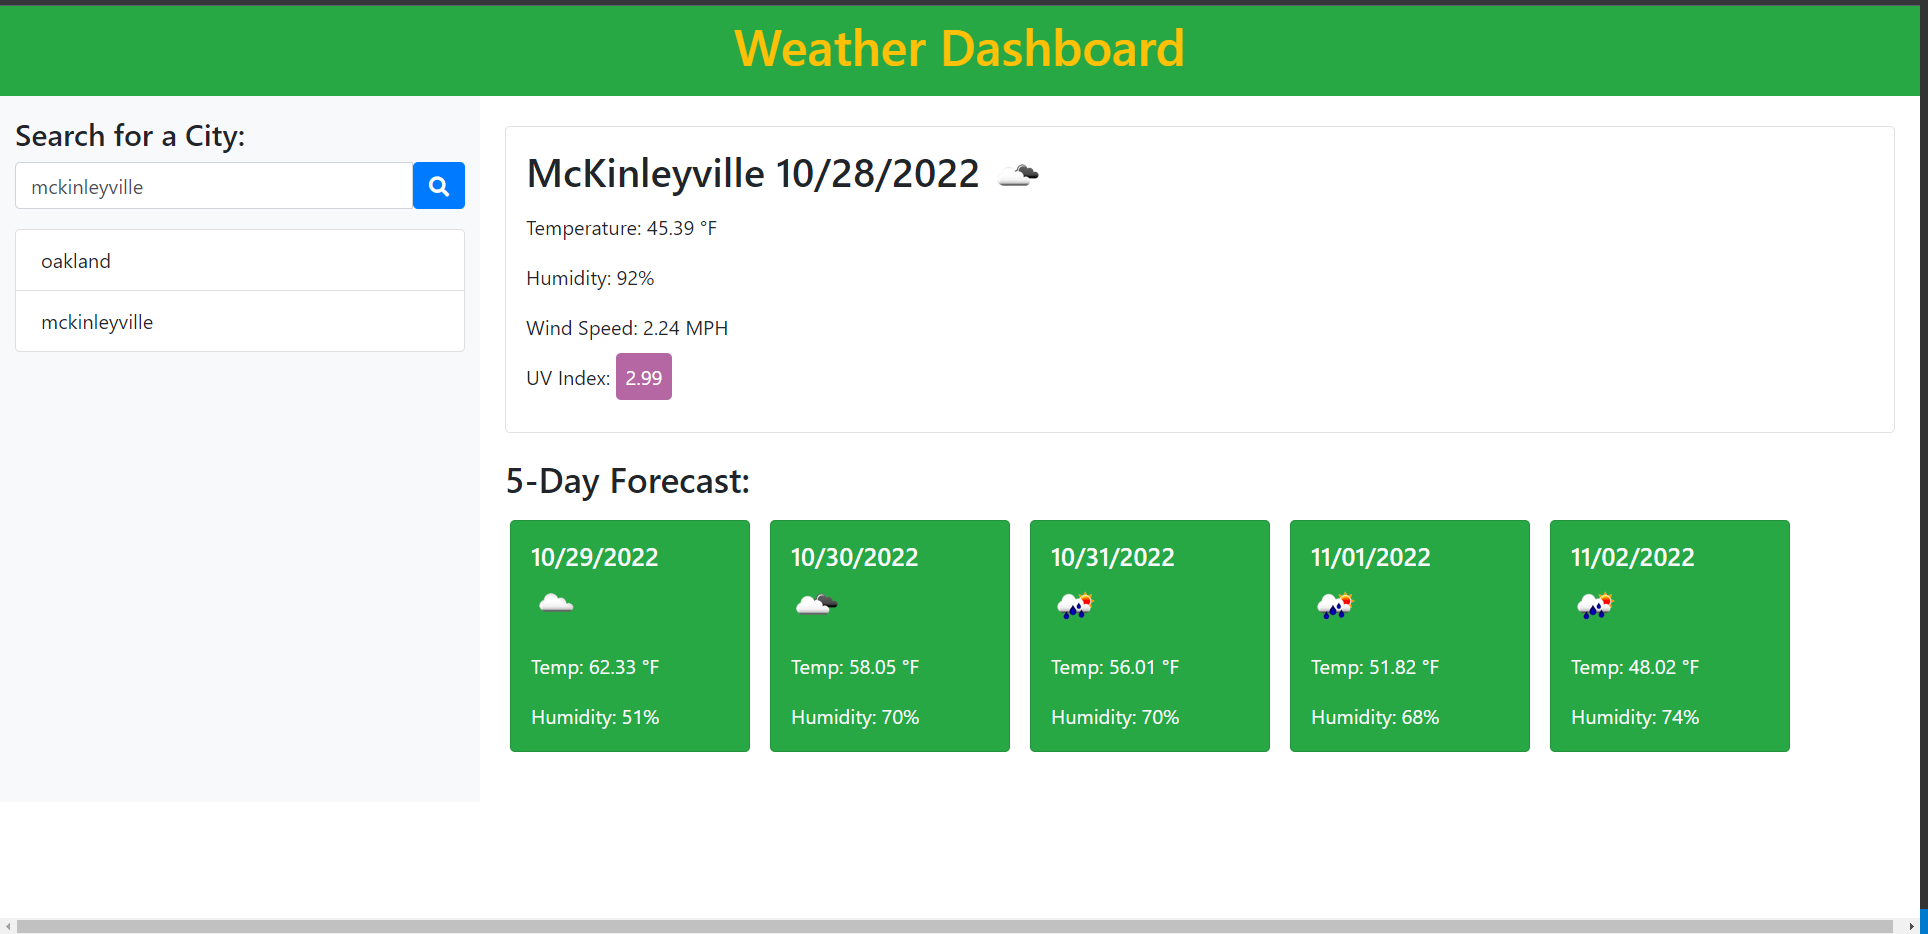 Weather Dashboard
Search for a City:
mckinleyville
oakland
mckinleyville
McKinleyville 10/28/2022
Temperature: 45.39 °F
Humidity: 92%
Wind Speed: 2.24 MPH
UV Index: 2.99
5-Day Forecast:
10/29/2022
Temp: 62.33 °F
Humidity: 51%
10/30/2022
Temp: 58.05 °F
Humidity: 70%
10/31/2022
Temp: 56.01 °F
Humidity: 70%
11/01/2022
Temp: 51.82 °F
Humidity: 68%
11/02/2022
Temp: 48.02 °F
Humidity: 74%